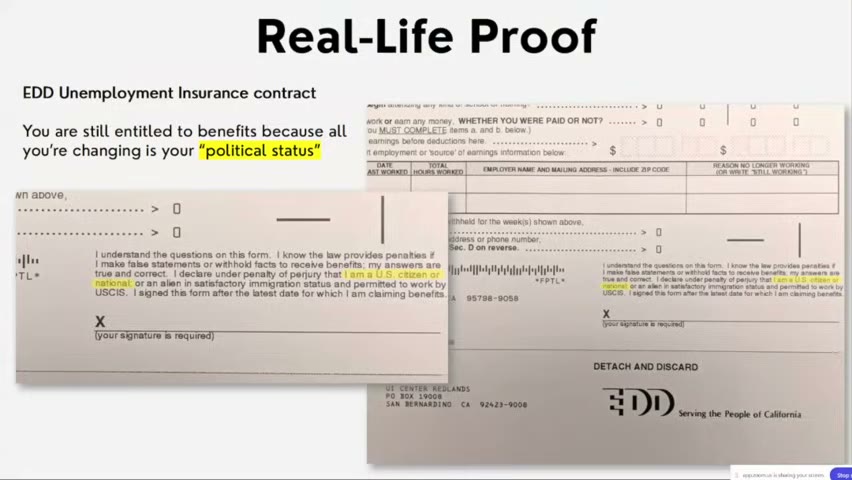 Real-Life Proof
EDD Unemployment Insurance contract
You are still entitled to benefits because all
you're changing is your "political status"
wn above,
I understand the questions on this form. I know the law provides penalties if
I make false statements or withhold facts to receive benefits; my answers are
true and correct. I declare under penalty of perjury that I am a U.S. citizen or
national, or an alien in satisfactory immigration status and permitted to work by
USCIS. I signed this form after the latest date for which I am claiming benefits.
*TL*
X
(your signature is required)
work or earn any money, WHETHER YOU WERE PAID OR NOT?
ou MUST COMPLETE items a. and b. below.)
earnings before deductions here.
$ $
t employment or 'source' of earnings information below:
DATE
AST WORKED
TOTAL
HOURS WORKED
EMPLOYER NAME AND MAILING ADDRESS - INCLUDE ZIP CODE
REASON NO LONGER WORKING
(OR WRITE "STILL WORKING")
ithheld for the week(s) shown above,
address or phone number,
Sec. D on reverse.
*FPTL*
CA 95798-9058
I understand the questions on this form. I know the law provides penalties if
I make false statements or withhold facts to receive benefits; my answers are
true and correct. I declare under penalty of perjury that I am a U.S. citizen or
national, or an alien in satisfactory immigration status and permitted to work by
USCIS. I signed this form after the latest date for which I am claiming benefits.
X
(your signature is required)
DETACH AND DISCARD
UI CENTER REDLANDS
PO BOX 19008
SAN BERNARDINO CA 92423-9008
EDD
Serving the People of California
is sharing your screen.
Stop